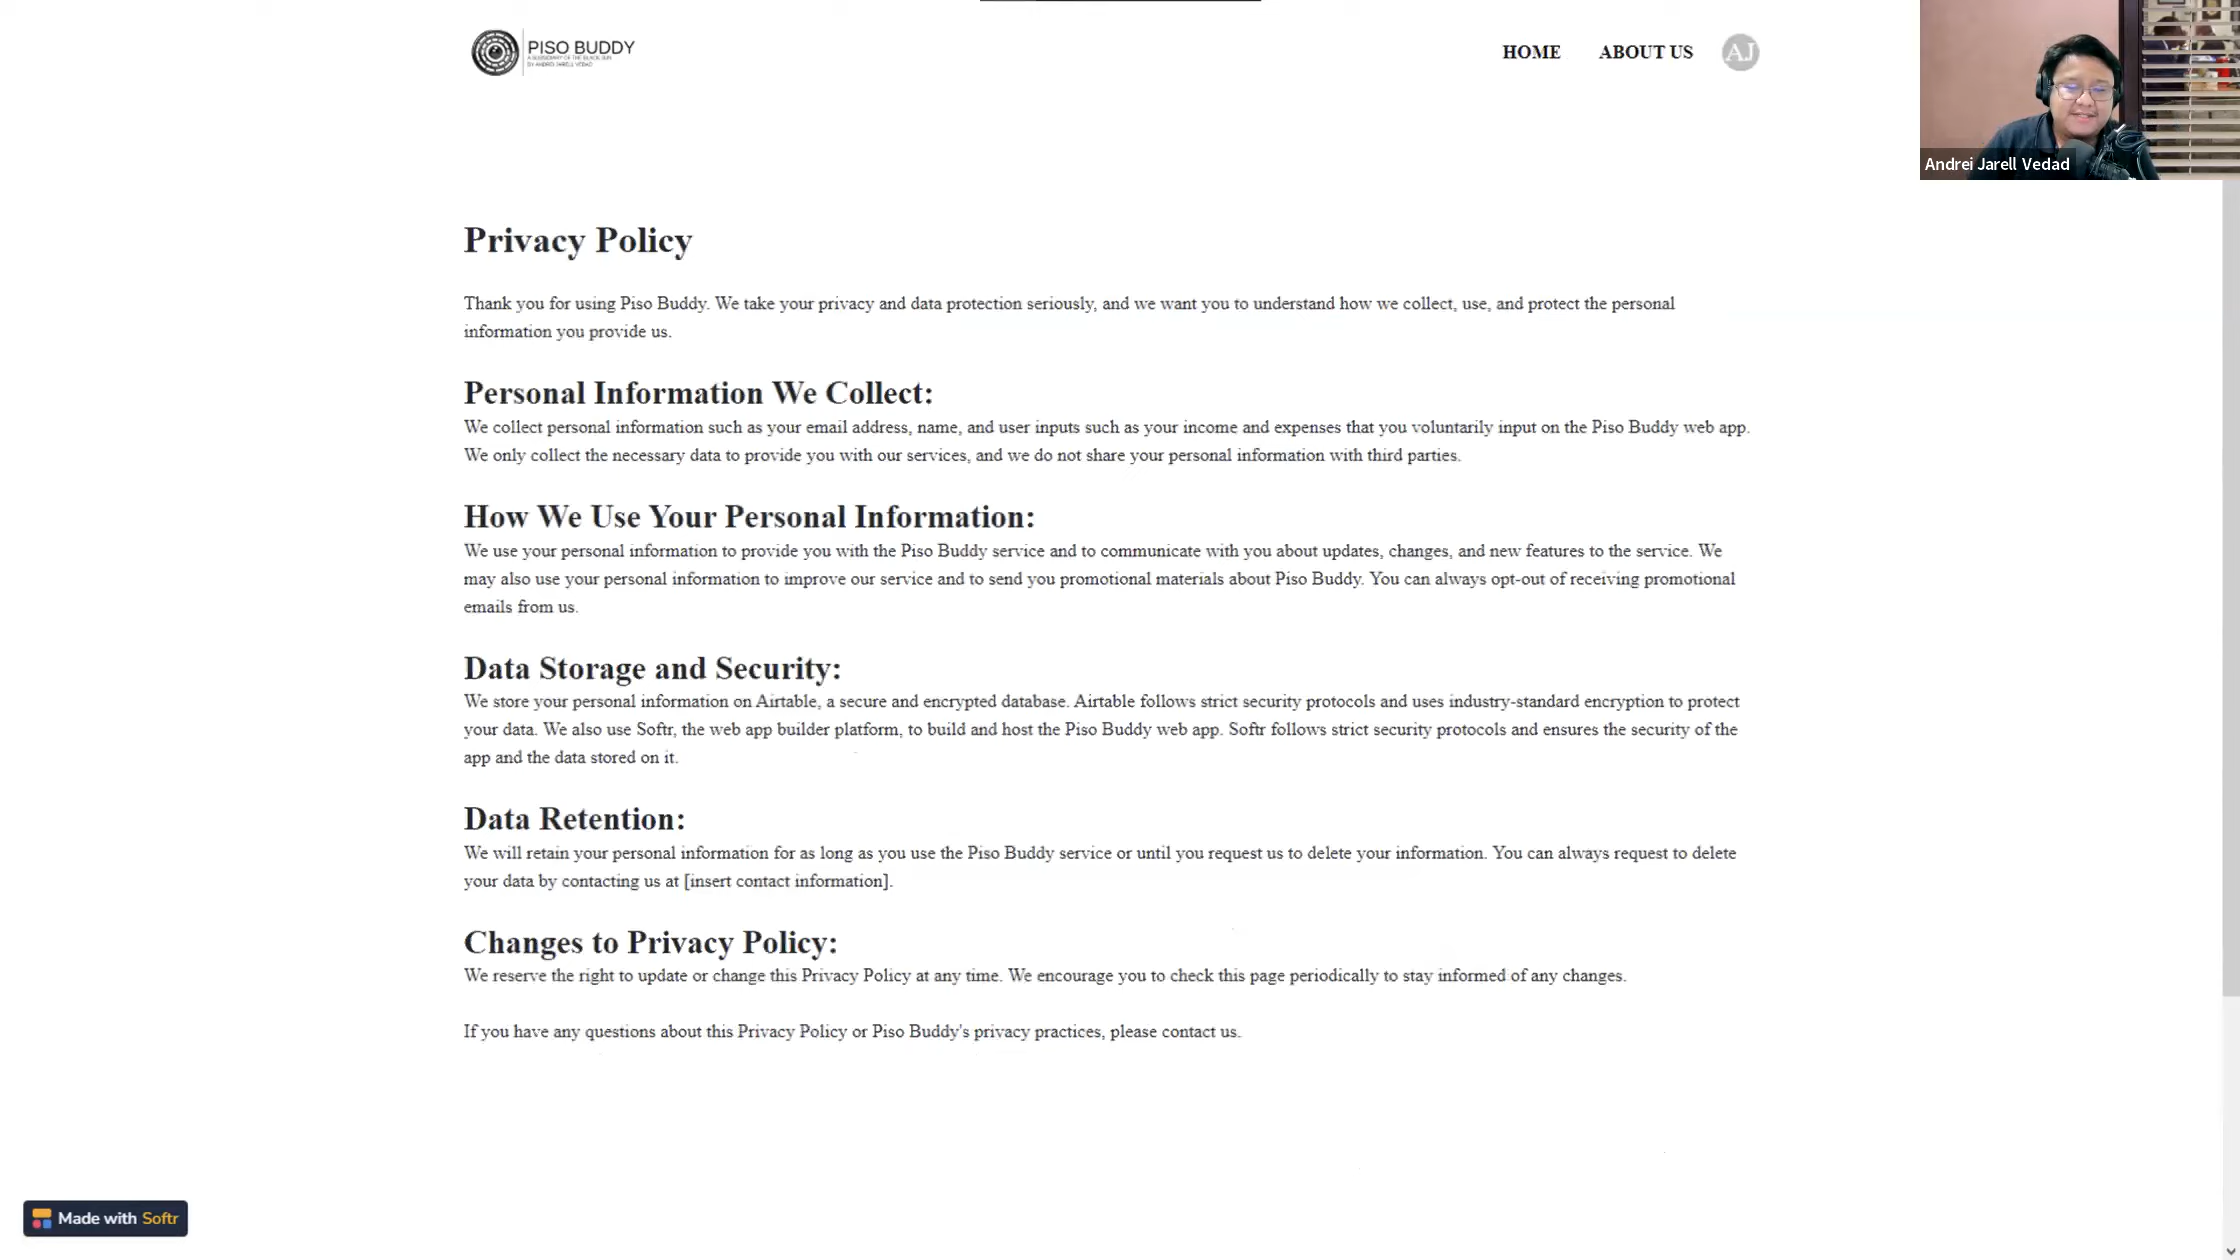 PISO BUDDY
A SUBSIDIARY OF THE BLACK SUN
BY ANDREI JARELL VEDAD
HOME
ABOUT US
AJ
Andrei Jarell Vedad
Privacy Policy
Thank you for using Piso Buddy. We take your privacy and data protection seriously, and we want you to understand how we collect, use, and protect the personal
information you provide us.
Personal Information We Collect:
We collect personal information such as your email address, name, and user inputs such as your income and expenses that you voluntarily input on the Piso Buddy web app.
We only collect the necessary data to provide you with our services, and we do not share your personal information with third parties.
How We Use Your Personal Information:
We use your personal information to provide you with the Piso Buddy service and to communicate with you about updates, changes, and new features to the service. We
may also use your personal information to improve our service and to send you promotional materials about Piso Buddy. You can always opt-out of receiving promotional
emails from us.
Data Storage and Security:
We store your personal information on Airtable, a secure and encrypted database. Airtable follows strict security protocols and uses industry-standard encryption to protect
your data. We also use Softr, the web app builder platform, to build and host the Piso Buddy web app. Softr follows strict security protocols and ensures the security of the
app and the data stored on it.
Data Retention:
We will retain your personal information for as long as you use the Piso Buddy service or until you request us to delete your information. You can always request to delete
your data by contacting us at [insert contact information].
Changes to Privacy Policy:
We reserve the right to update or change this Privacy Policy at any time. We encourage you to check this page periodically to stay informed of any changes.
If you have any questions about this Privacy Policy or Piso Buddy's privacy practices, please contact us.
Made with Softr